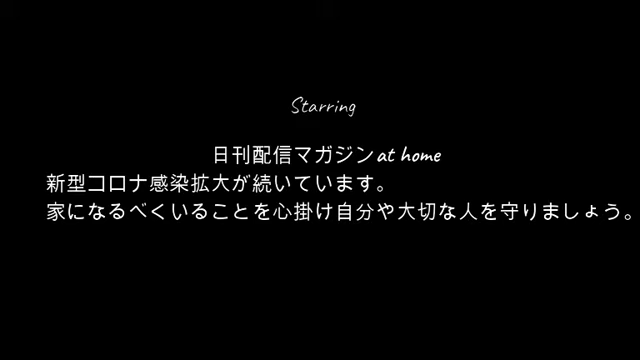 Starring
日刊配信マガジンat home
新型コロナ感染拡大が続いています。
家になるべくいることを心掛け自分や大切な人を守りましょう。